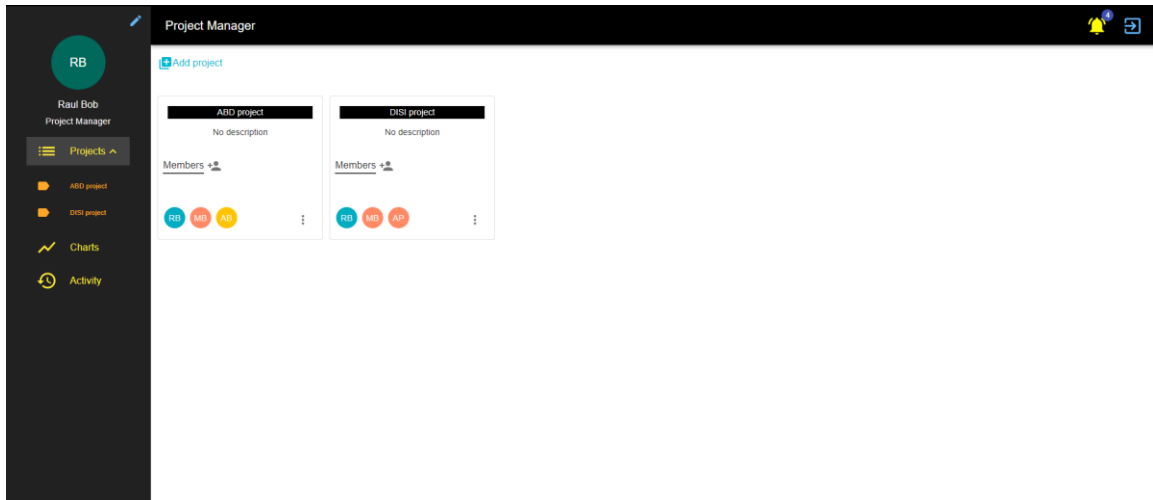 RB
Raul Bob
Project Manager
Projects
ABD project
DISI project
Charts
Activity
Project Manager
4
Add project
ABD project
No description
Members
RB MB AB
DISI project
No description
Members
RB MB AP